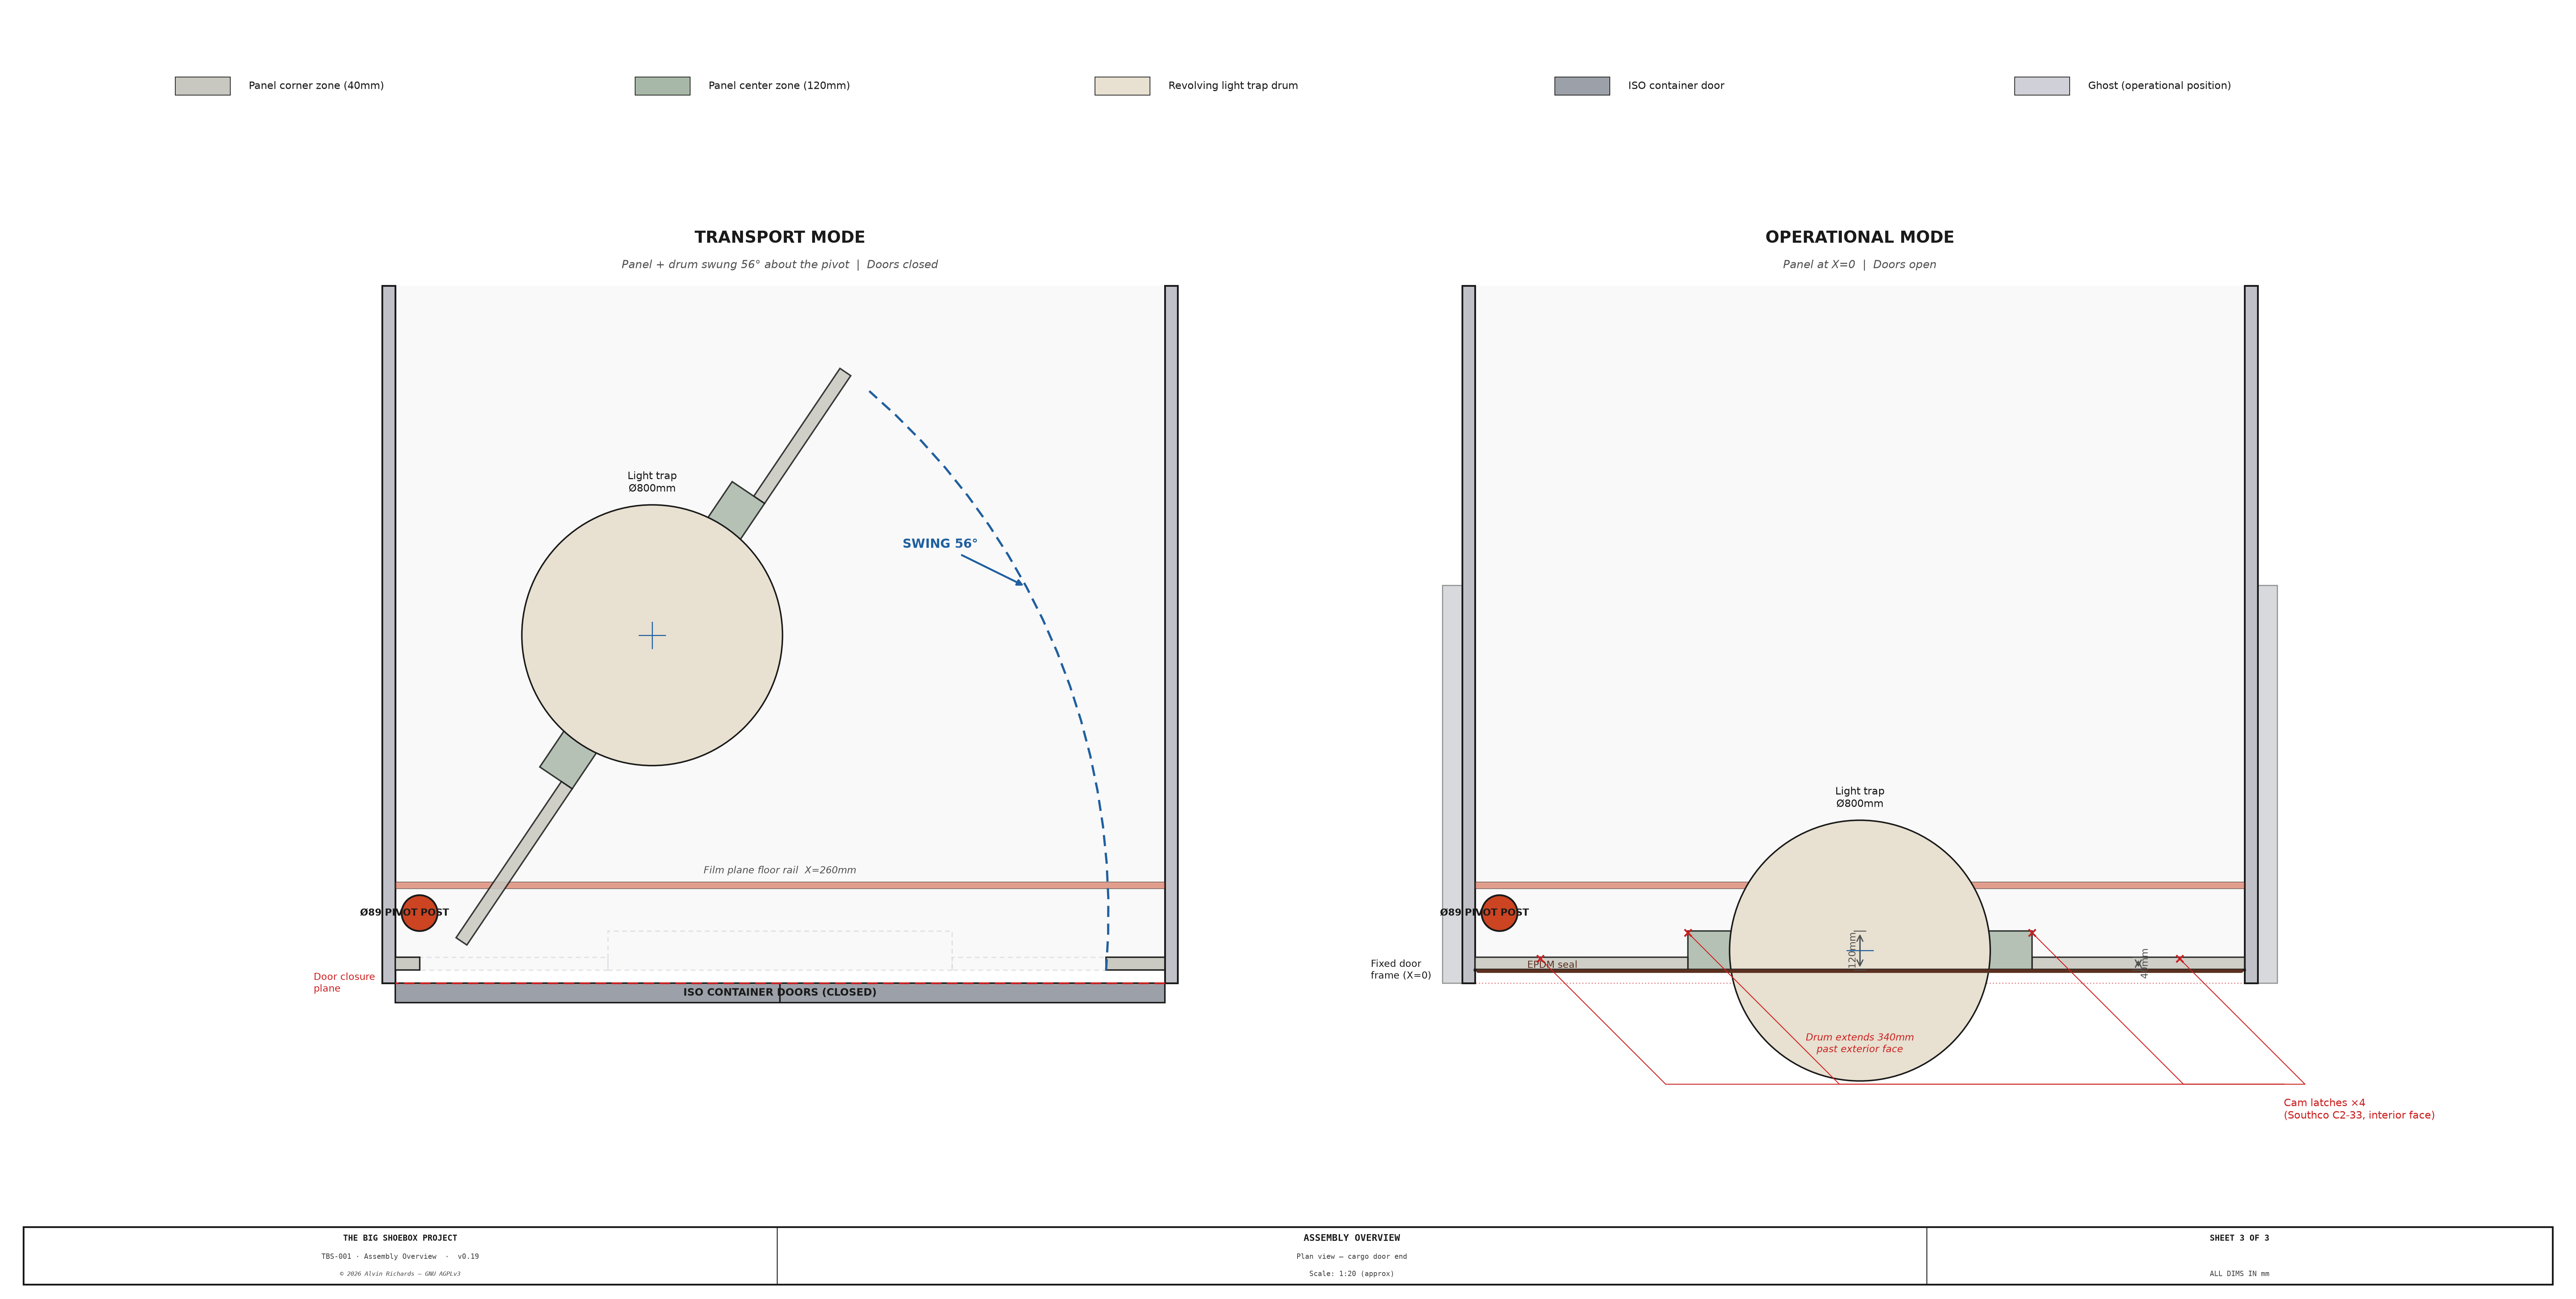 Panel corner zone (40mm)
Panel center zone (120mm)
Revolving light trap drum
ISO container door
Ghost (operational position)
TRANSPORT MODE
Panel + drum swung 56° about the pivot | Doors closed
Light trap
Ø800mm
SWING 56°
Film plane floor rail X=260mm
Ø89 PIVOT POST
Door closure
plane
ISO CONTAINER DOORS (CLOSED)
OPERATIONAL MODE
Panel at X=0 | Doors open
Light trap
Ø800mm
Ø89 PIVOT POST
120mm
40mm
Fixed door
frame (X=0)
EPDM seal
Drum extends 340mm
past exterior face
Cam latches ×4
(Southco C2-33, interior face)
THE BIG SHOEBOX PROJECT
TBS-001 · Assembly Overview · v0.19
© 2026 Alvin Richards — GNU AGPLv3
ASSEMBLY OVERVIEW
Plan view — cargo door end
Scale: 1:20 (approx)
SHEET 3 OF 3
ALL DIMS IN mm